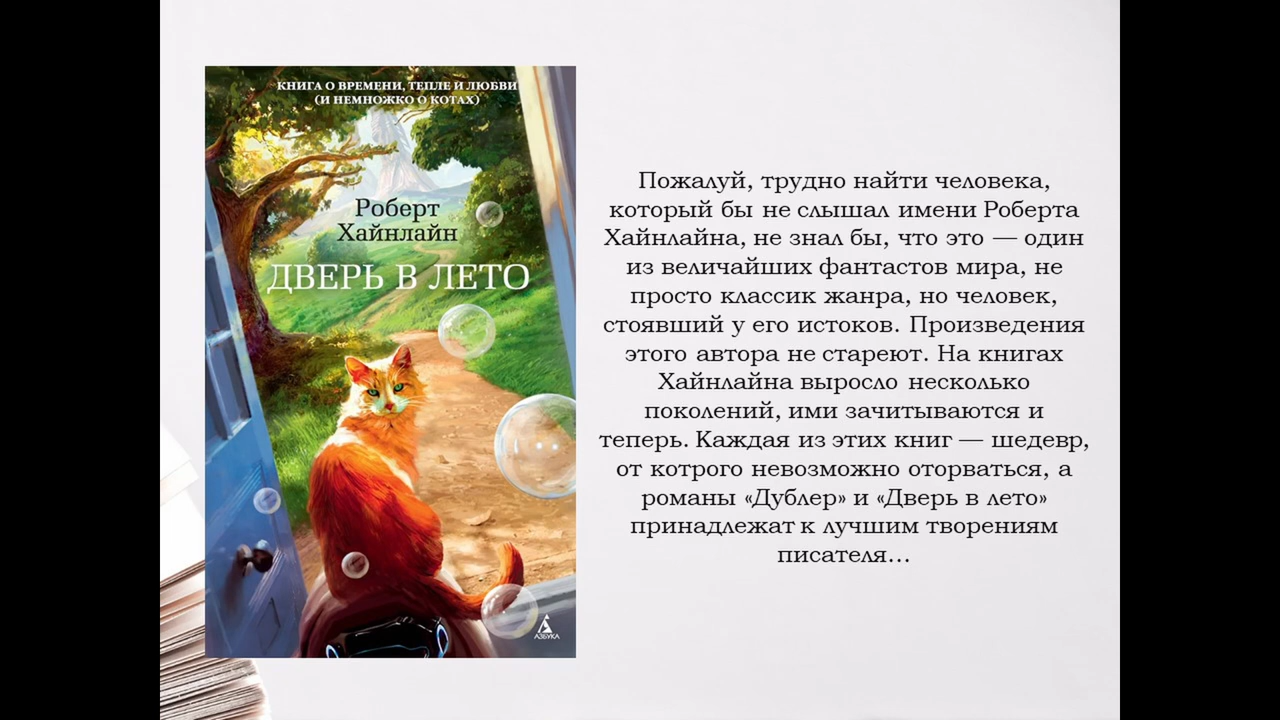 КНИГА О ВРЕМЕНИ, ТЕПЛЕ И ЛЮБВИ
(И НЕМНОЖКО О КОТАХ)
Роберт
Хайнлайн
ДВЕРЬ В ЛЕТО
АЗБУКА
Пожалуй, трудно найти человека,
который бы не слышал имени Роберта
Хайнлайна, не знал бы, что это — один
из величайших фантастов мира, не
просто классик жанра, но человек,
стоявший у его истоков. Произведения
этого автора не стареют. На книгах
Хайнлайна выросло несколько
поколений, ими зачитываются и
теперь. Каждая из этих книг — шедевр,
от котрого невозможно оторваться, а
романы «Дублер» и «Дверь в лето»
принадлежат к лучшим творениям
писателя...